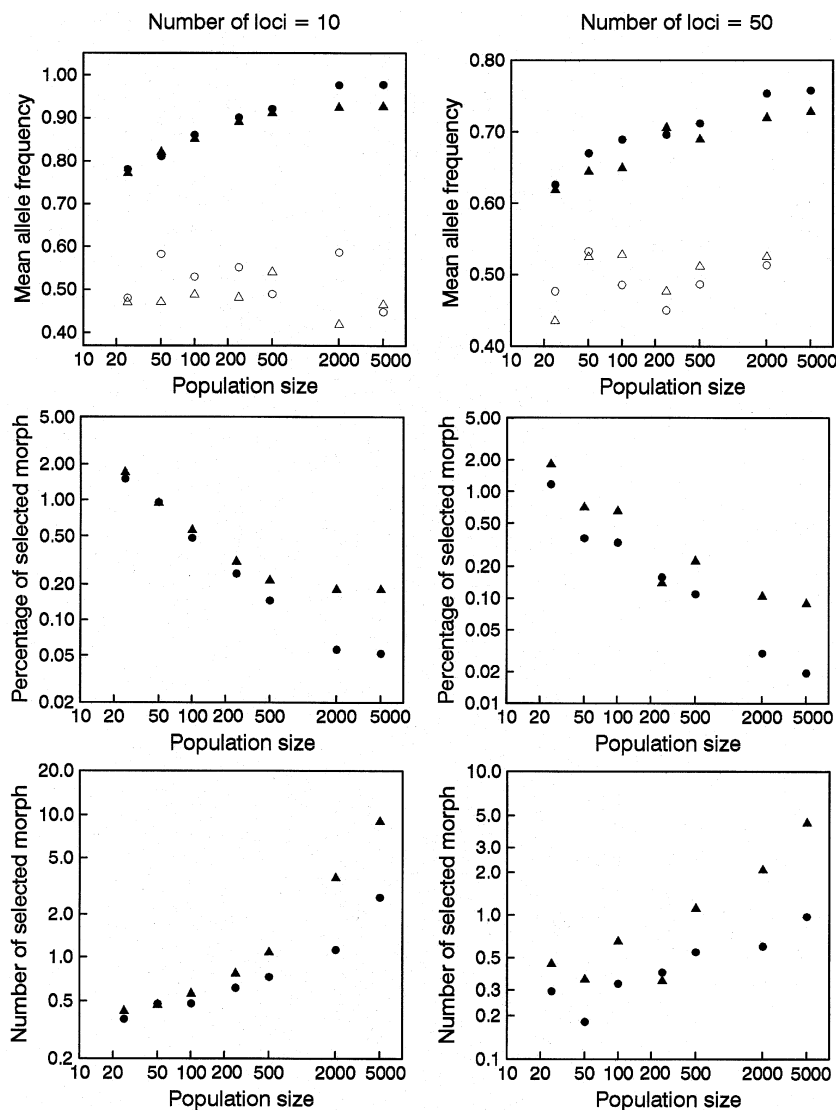 Number of loci = 10
Number of loci = 50
Mean allele frequency
1.00
0.90
0.80
0.70
0.60
0.50
0.40
10 20 50 100 200 500 2000 5000
Population size
Mean allele frequency
0.80
0.70
0.60
0.50
0.40
10 20 50 100 200 500 2000 5000
Population size
Percentage of selected morph
5.00
2.00
1.00
0.50
0.20
0.10
0.05
0.02
10 20 50 100 200 500 2000 5000
Population size
Percentage of selected morph
5.00
2.00
1.00
0.50
0.20
0.10
0.05
0.02
0.01
10 20 50 100 200 500 2000 5000
Population size
Number of selected morph
20.0
10.0
5.0
2.0
1.0
0.5
0.2
10 20 50 100 200 500 2000 5000
Population size
Number of selected morph
10.0
5.0
3.0
1.0
0.5
0.3
0.2
0.1
10 20 50 100 200 500 2000 5000
Population size